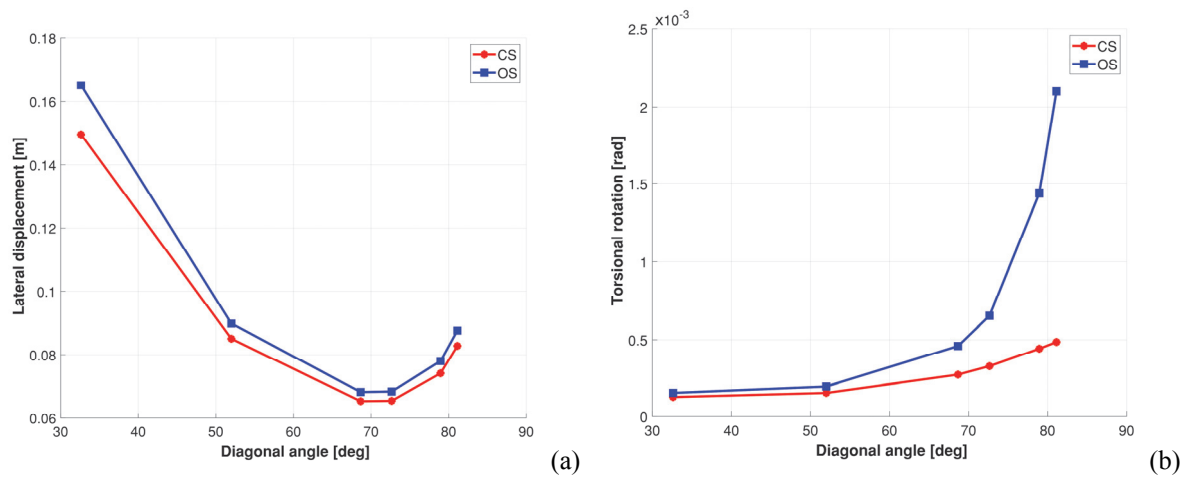 0.18
0.16
0.14
0.12
0.1
0.08
0.06
30 40 50 60 70 80 90
Lateral displacement [m]
Diagonal angle [deg]
CS
OS
(a)
x10-3
2.5
2
1.5
1
0.5
0
30 40 50 60 70 80 90
Torsional rotation [rad]
Diagonal angle [deg]
CS
OS
(b)